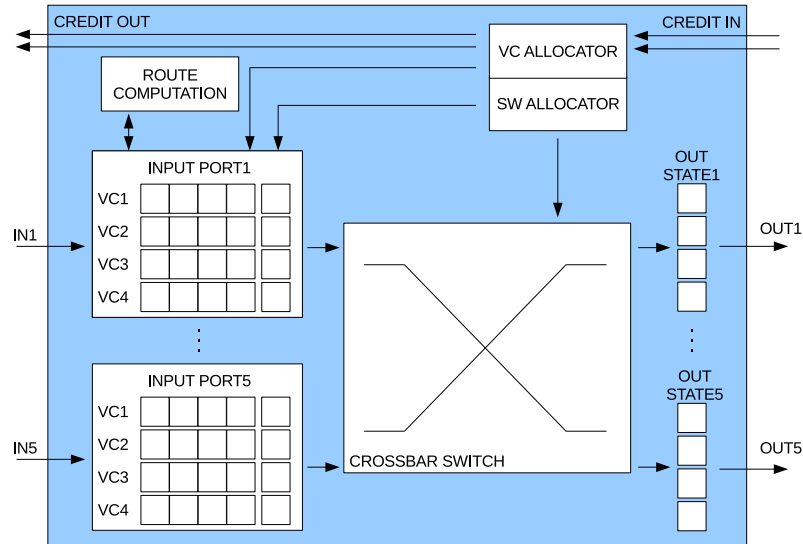 CREDIT OUT
CREDIT IN
VC ALLOCATOR
SW ALLOCATOR
ROUTE
COMPUTATION
INPUT PORT1
VC1
VC2
VC3
VC4
IN1
OUT
STATE1
OUT1
INPUT PORT5
VC1
VC2
VC3
VC4
IN5
CROSSBAR SWITCH
OUT
STATE5
OUT5